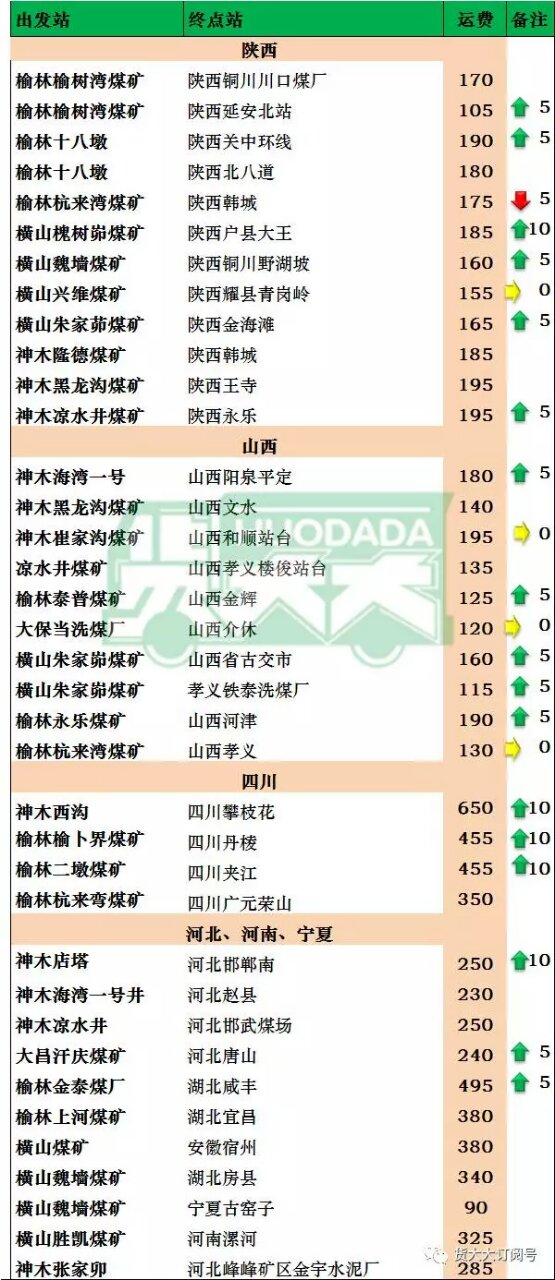 出发站 终点站 运费 备注
陕西
榆林榆树湾煤矿 陕西铜川川口煤厂 170
榆林榆树湾煤矿 陕西延安北站 105 5
榆林十八墩 陕西关中环线 190 5
榆林十八墩 陕西北八道 180
榆林杭来湾煤矿 陕西韩城 175 5
横山槐树峁煤矿 陕西户县大王 185 10
横山魏墙煤矿 陕西铜川野湖坡 160 5
横山兴维煤矿 陕西耀县青岗岭 155 0
横山朱家茆煤矿 陕西金海滩 165 5
神木隆德煤矿 陕西韩城 185
神木黑龙沟煤矿 陕西王寺 195
神木凉水井煤矿 陕西永乐 195 5
山西
神木海湾一号 山西阳泉平定 180 5
神木黑龙沟煤矿 山西文水 140
神木崔家沟煤矿 山西和顺站台 195 0
凉水井煤矿 山西孝义楼俊站台 135
榆林泰普煤矿 山西金辉 125 5
大保当洗煤厂 山西介休 120 0
横山朱家峁煤矿 山西省古交市 160 5
横山朱家峁煤矿 孝义铁泰洗煤厂 115 5
榆林永乐煤矿 山西河津 190 5
榆林杭来湾煤矿 山西孝义 130 0
HUODADA
货大大
四川
神木西沟 四川攀枝花 650 10
榆林榆卜界煤矿 四川丹棱 455 10
榆林二墩煤矿 四川夹江 455 10
榆林杭来弯煤矿 四川广元荣山 350
河北、河南、宁夏
神木店塔 河北邯郸南 250 10
神木海湾一号井 河北赵县 230
神木凉水井 河北邯武煤场 250
大昌汗庆煤矿 河北唐山 240 5
榆林金泰煤厂 湖北咸丰 495 5
榆林上河煤矿 湖北宜昌 380
横山煤矿 安徽宿州 380
横山魏墙煤矿 湖北房县 340
横山魏墙煤矿 宁夏古窑子 90
横山胜凯煤矿 河南漯河 325
神木张家卯 河北峰峰矿区金宇水泥厂 285
货大大订阅号